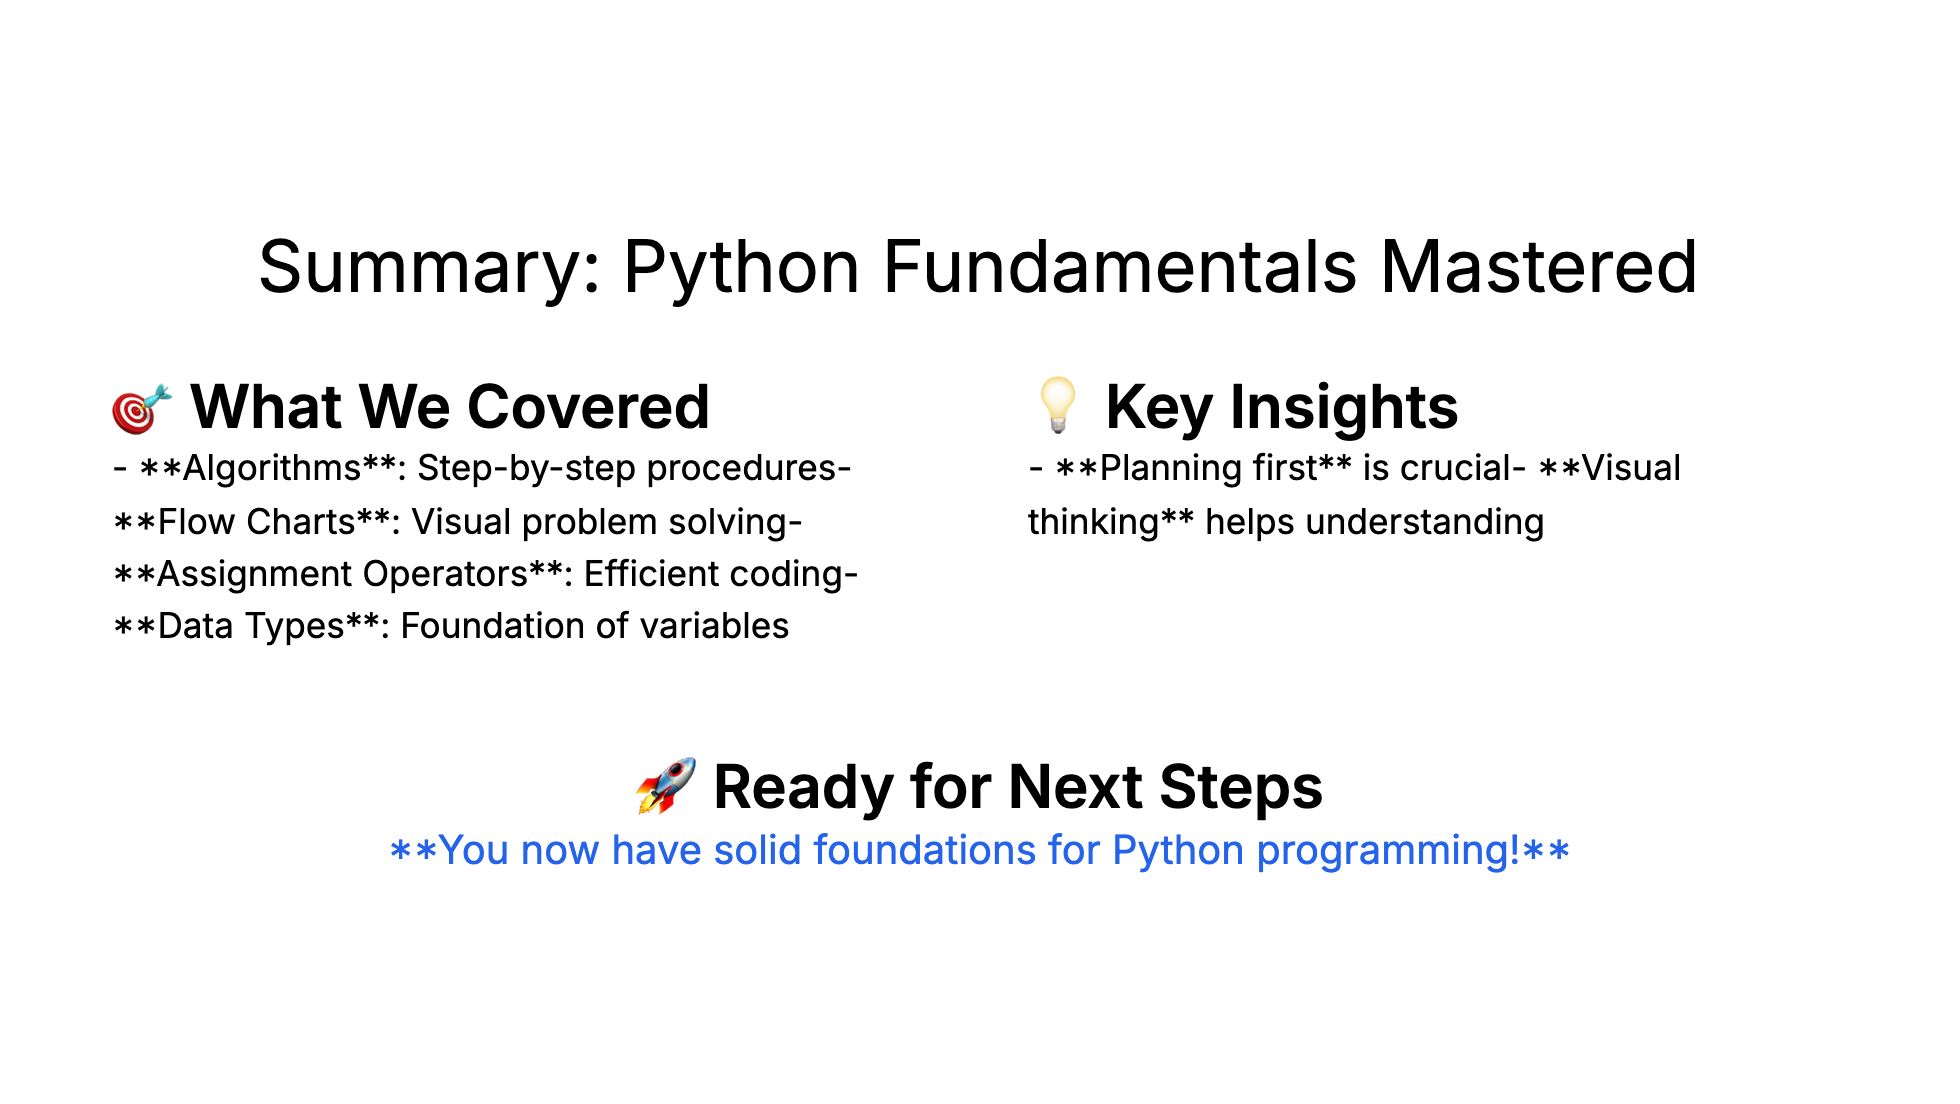 Summary: Python Fundamentals Mastered
🎯 What We Covered
- **Algorithms**: Step-by-step procedures-
**Flow Charts**: Visual problem solving-
**Assignment Operators**: Efficient coding-
**Data Types**: Foundation of variables
💡 Key Insights
- **Planning first** is crucial- **Visual
thinking** helps understanding
🚀 Ready for Next Steps
**You now have solid foundations for Python programming!**